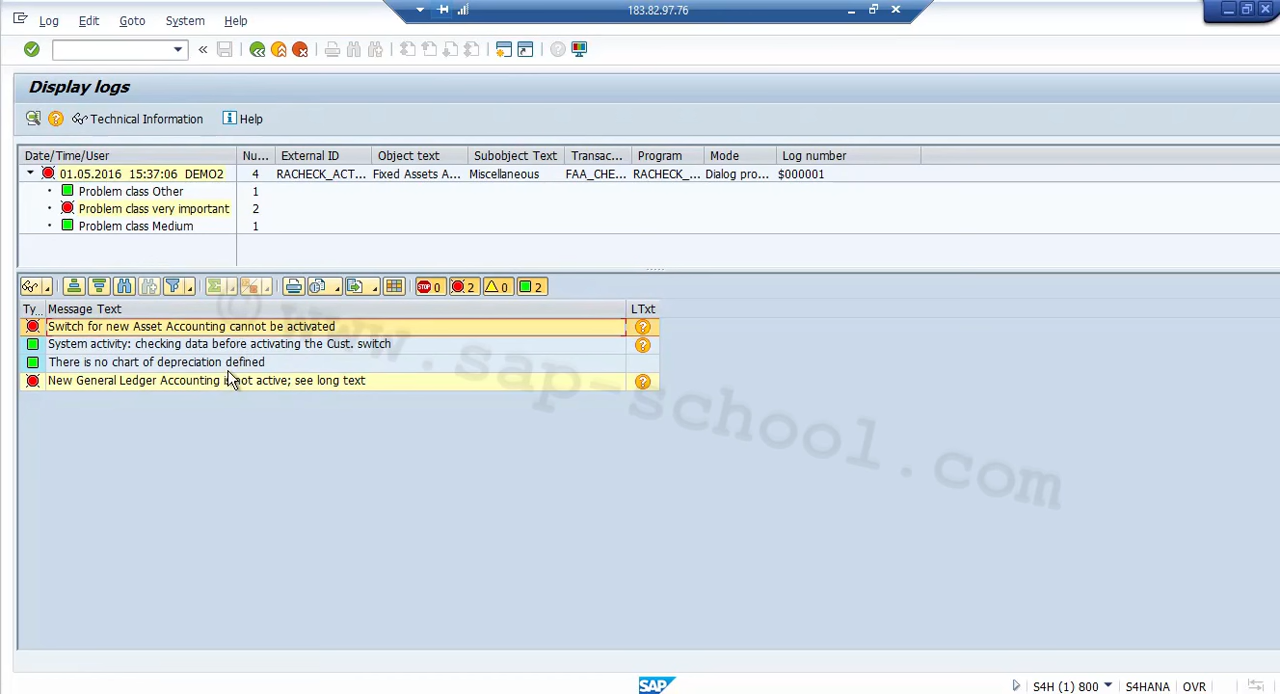 183.82.97.76
Log Edit Goto System Help
Display logs
Technical Information Help
Date/Time/User Nu... External ID Object text Subobject Text Transac... Program Mode Log number
01.05.2016 15:37:06 DEMO2 4 RACHECK_ACT... Fixed Assets A... Miscellaneous FAA_CHE... RACHECK_... Dialog pro... $000001
Problem class Other 1
Problem class very important 2
Problem class Medium 1
STOP 0 2 0 2
Ty... Message Text LTxt
Switch for new Asset Accounting cannot be activated
System activity: checking data before activating the Cust. switch
There is no chart of depreciation defined
New General Ledger Accounting is not active; see long text
© www.sap-school.com
SAP S4H (1) 800 S4HANA OVR